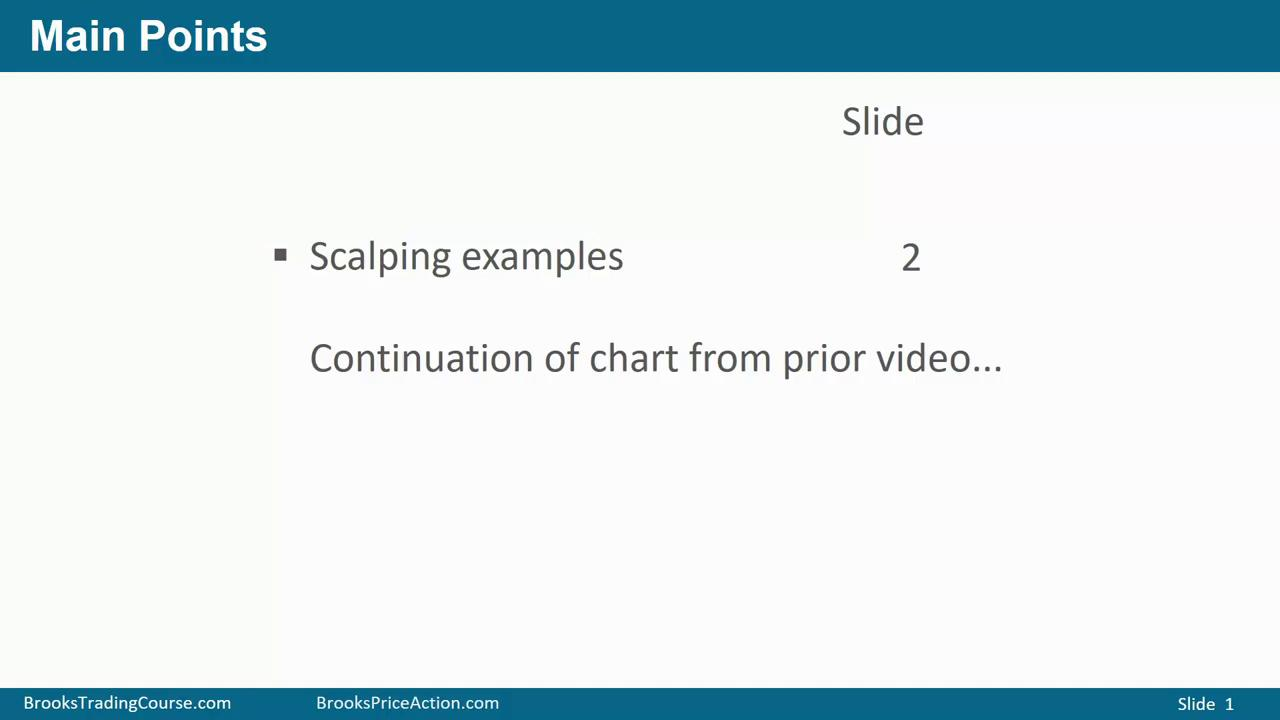 Main Points
Slide
▪ Scalping examples 2
Continuation of chart from prior video...
BrooksTradingCourse.com BrooksPriceAction.com Slide 1